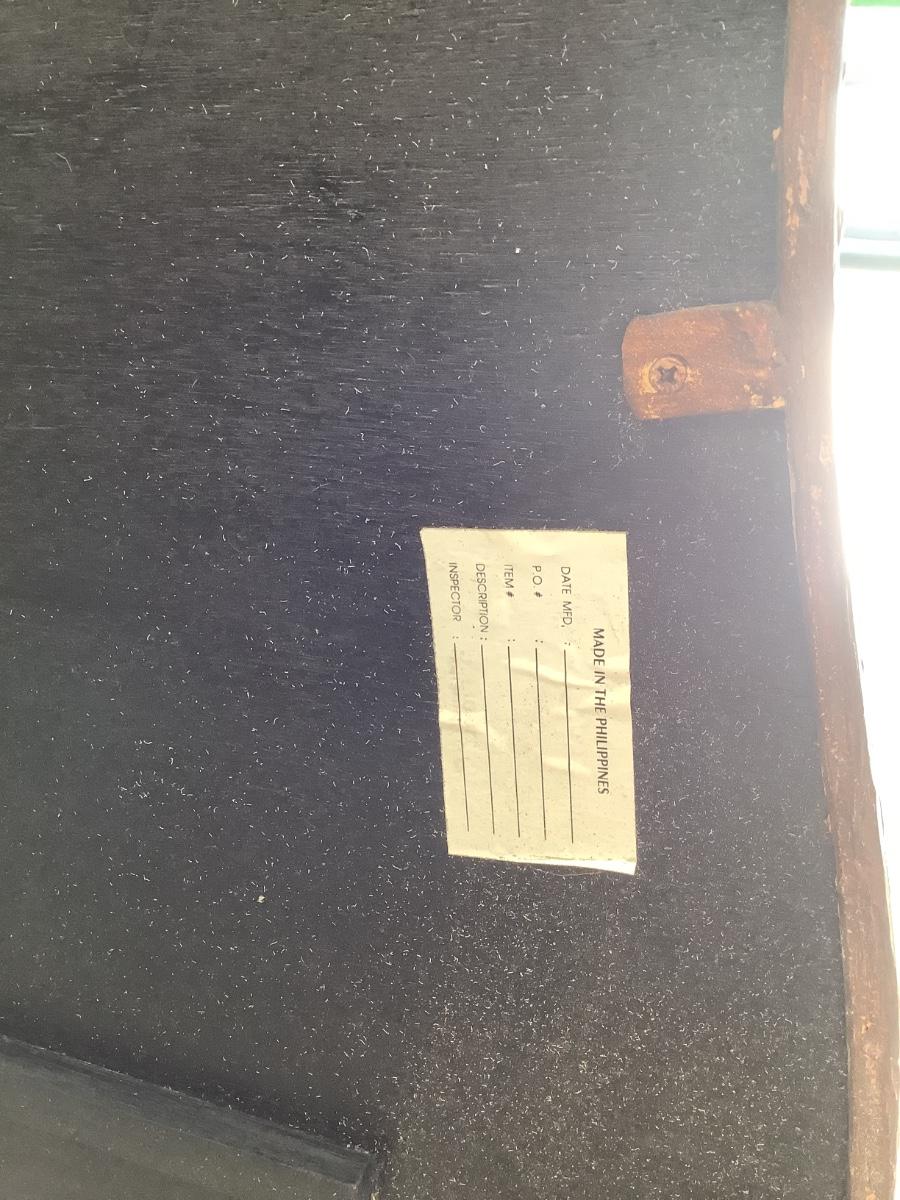 MADE IN THE PHILIPPINES
DATE MFD. :
P.O # :
ITEM # :
DESCRIPTION :
INSPECTOR :